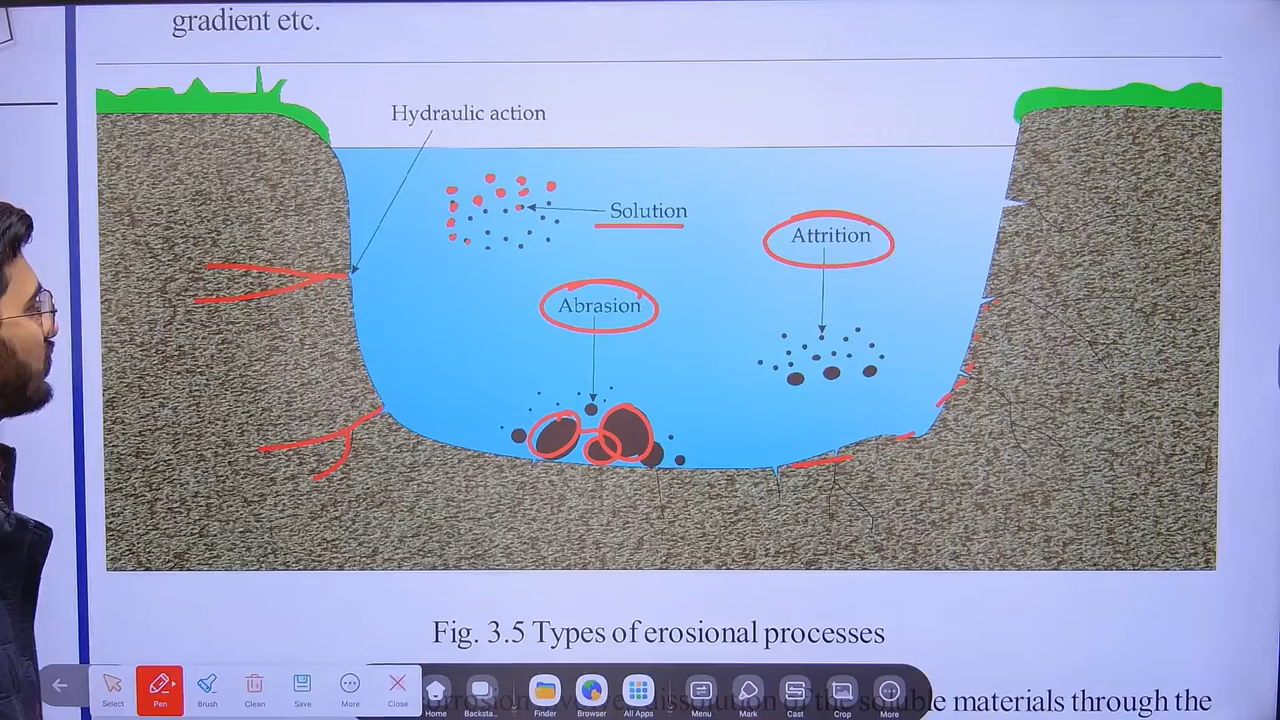 gradient etc.
Hydraulic action
Solution
Attrition
Abrasion
Fig. 3.5 Types of erosional processes
Select
Pen
Brush
Clean
Save
More
Close
Home
Backsta...
Finder
Browser
All Apps
Menu
Mark
Cast
Crop
More
materials through the